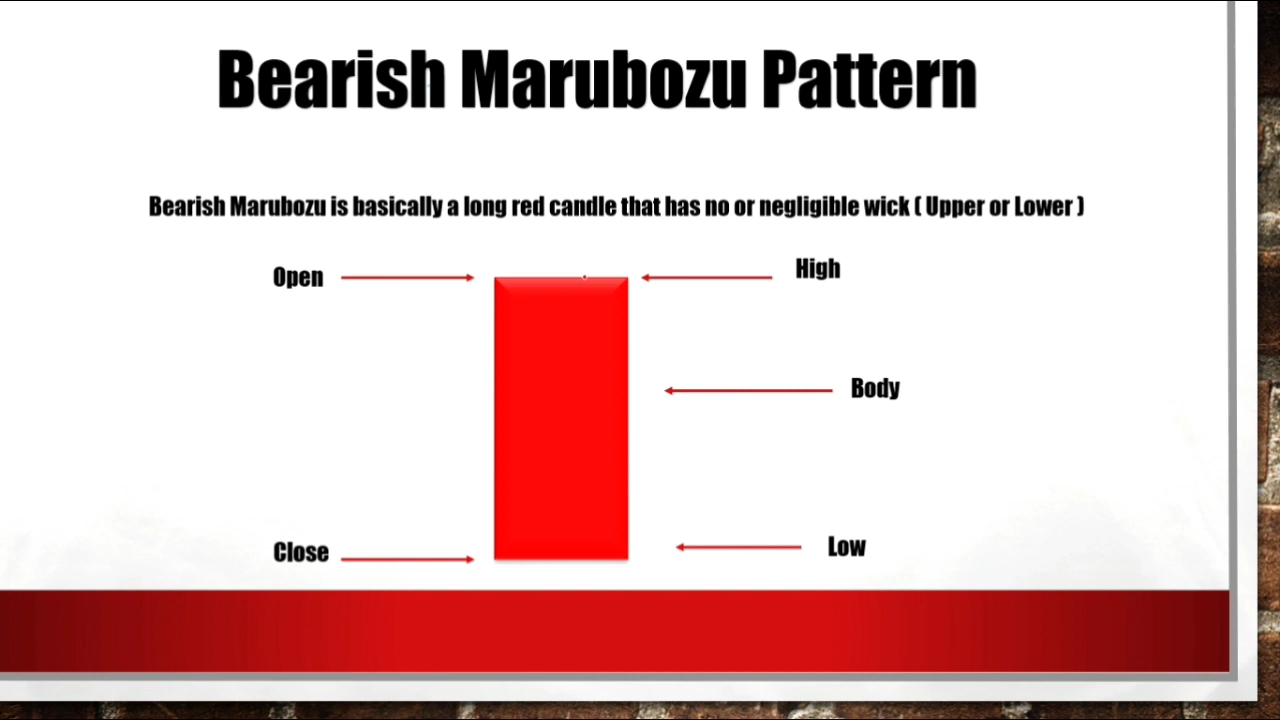 Bearish Marubozu Pattern
Bearish Marubozu is basically a long red candle that has no or negligible wick ( Upper or Lower )
Open
High
Body
Close
Low